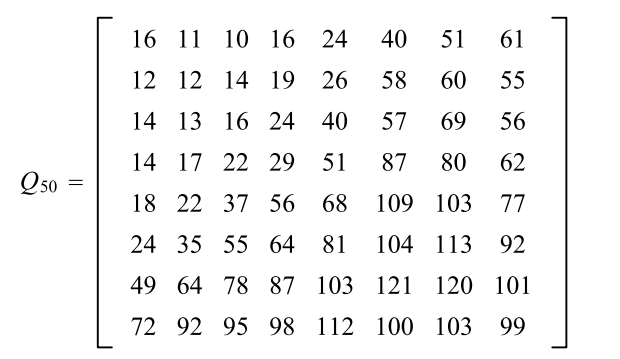 16 11 10 16 24 40 51 61
12 12 14 19 26 58 60 55
14 13 16 24 40 57 69 56
14 17 22 29 51 87 80 62
Q50 =
18 22 37 56 68 109 103 77
24 35 55 64 81 104 113 92
49 64 78 87 103 121 120 101
72 92 95 98 112 100 103 99